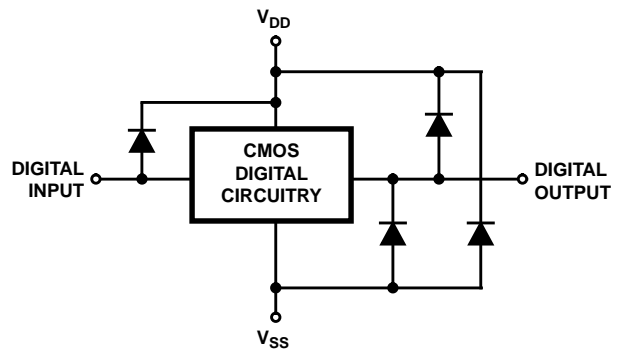 VDD
CMOS
DIGITAL
CIRCUITRY
DIGITAL
INPUT
DIGITAL
OUTPUT
VSS